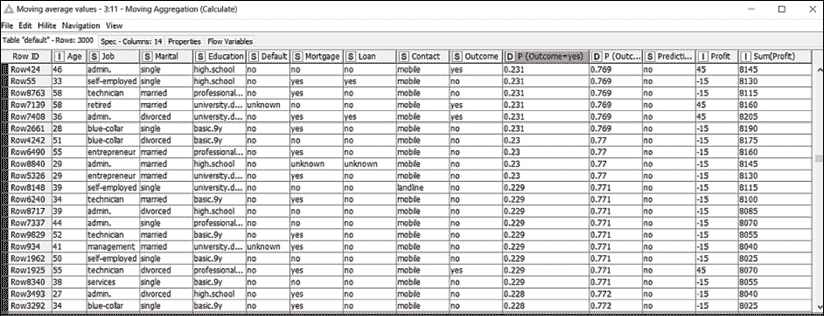 Moving average values - 3:11 - Moving Aggregation (Calculate)
File Edit Hilite Navigation View
Table "default" - Rows: 3000 Spec - Columns: 14 Properties Flow Variables
Row ID I Age S Job S Marital S Education S Default S Mortgage S Loan S Contact S Outcome D P (Outcome=yes) D P (Outc... S Predicti... I Profit I Sum(Profit)
Row424 46 admin. single high.school no yes yes mobile yes 0.231 0.769 no 45 8145
Row55 33 self-employed single high.school no yes yes mobile no 0.231 0.769 no -15 8130
Row8763 58 technician married professional... no yes no mobile no 0.231 0.769 no -15 8115
Row7139 58 retired married university.d... unknown no no mobile yes 0.231 0.769 no 45 8160
Row7408 36 admin. divorced university.d... no yes yes mobile yes 0.231 0.769 no 45 8205
Row2661 28 blue-collar single basic.9y no yes no mobile no 0.231 0.769 no -15 8190
Row4242 51 blue-collar divorced basic.9y no no no mobile no 0.23 0.77 no -15 8175
Row6490 55 entrepreneur married professional... no yes no mobile no 0.23 0.77 no -15 8160
Row8840 29 admin. married high.school no unknown unknown mobile no 0.23 0.77 no -15 8145
Row5326 29 entrepreneur married university.d... no yes no mobile no 0.23 0.77 no -15 8130
Row8148 39 self-employed single university.d... no no no landline no 0.229 0.771 no -15 8115
Row6240 34 technician married basic.9y no yes no mobile no 0.229 0.771 no -15 8100
Row8717 39 admin. divorced high.school no no no mobile no 0.229 0.771 no -15 8085
Row7337 44 admin. single professional... no no no mobile no 0.229 0.771 no -15 8070
Row9829 52 technician married basic.9y no yes no mobile no 0.229 0.771 no -15 8055
Row934 41 management married university.d... unknown yes no mobile no 0.229 0.771 no -15 8040
Row1962 50 self-employed single basic.9y no no no mobile no 0.229 0.771 no -15 8025
Row1925 55 technician divorced professional... no yes no mobile yes 0.229 0.771 no 45 8070
Row8340 38 services single basic.9y no no no mobile no 0.229 0.771 no -15 8055
Row3493 27 admin. divorced high.school no yes no mobile no 0.228 0.772 no -15 8040
Row3292 34 blue-collar single basic.9y no yes no mobile no 0.228 0.772 no -15 8025